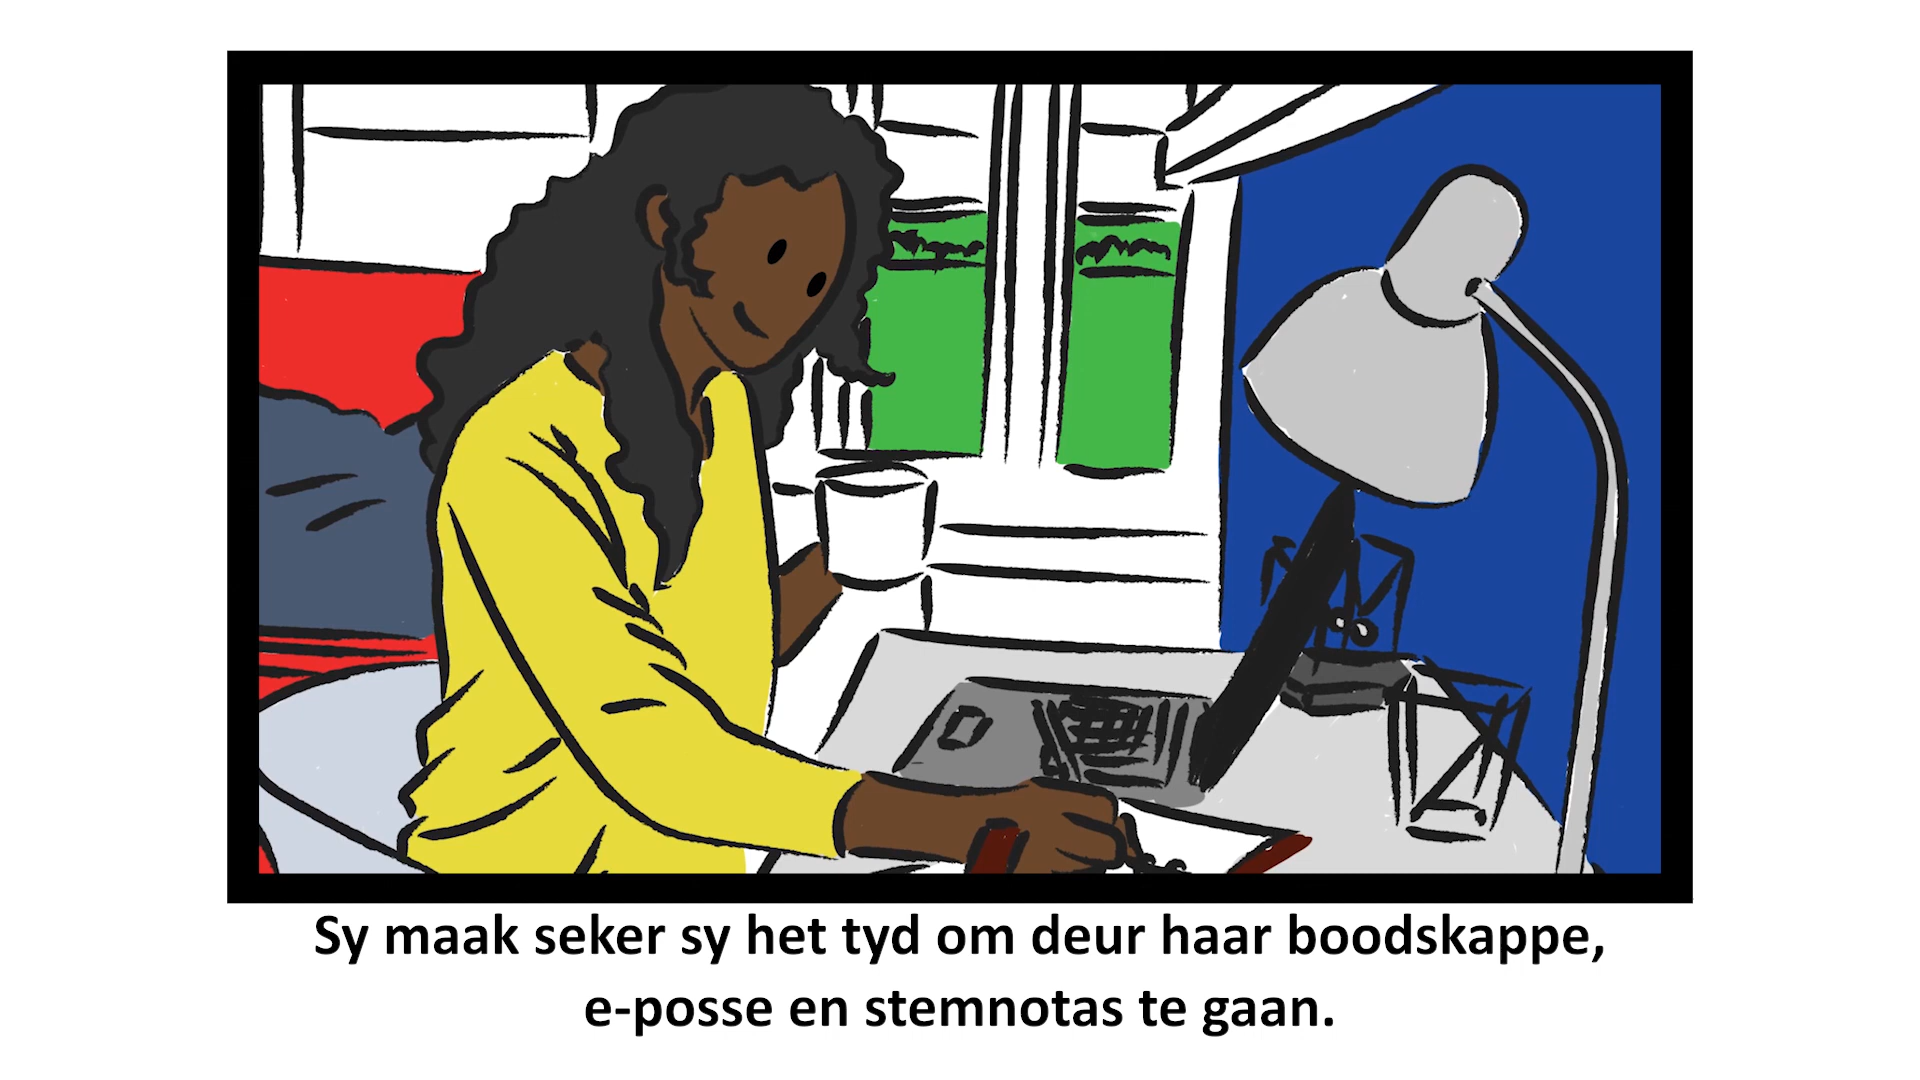 Sy maak seker sy het tyd om deur haar boodskappe,
e-posse en stemnotas te gaan.